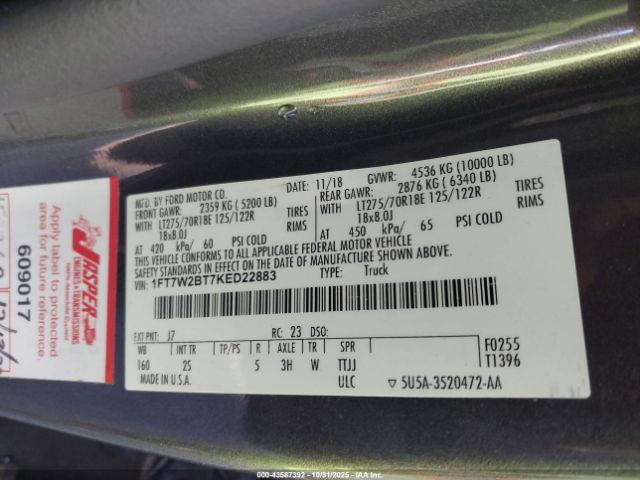 MFD. BY FORD MOTOR CO.
DATE: 11/18
GVWR: 4536 KG (10000 LB)
FRONT GAWR: 2359 KG ( 5200 LB)
REAR GAWR: 2876 KG ( 6340 LB)
WITH LT275/70R18E 125/122R TIRES
WITH LT275/70R18E 125/122R TIRES
18x8.0J RIMS
18x8.0J RIMS
AT 420 kPa/ 60 PSI COLD
AT 450 kPa/ 65 PSI COLD
THIS VEHICLE CONFORMS TO ALL APPLICABLE FEDERAL MOTOR VEHICLE
SAFETY STANDARDS IN EFFECT ON THE DATE OF MANUFACTURE SHOWN ABOVE.
VIN: 1FT7W2BT7KED22883
TYPE: Truck
EXT PNT: J7 RC: 23 DSO:
WB INT TR TP/PS R AXLE TR SPR
160 2S 5 3H W TTJJ
ULC
F0255
T1396
MADE IN U.S.A.
▽ 5U5A-3520472-AA
JASPER
ENGINES & TRANSMISSIONS
Apply label to protected
area for future reference
609017
000-43587392 - 10/31/2025 - IAAI.COM